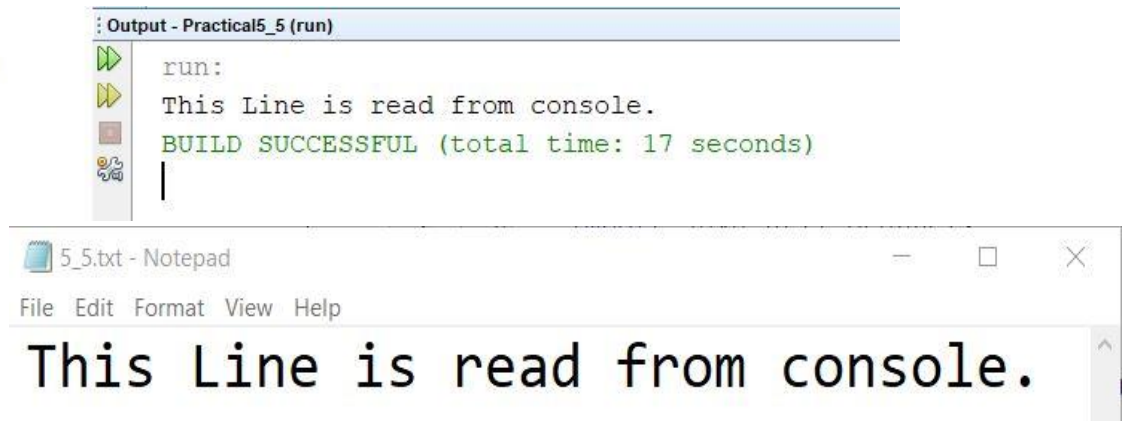 Output - Practical5_5 (run)
run:
This Line is read from console.
BUILD SUCCESSFUL (total time: 17 seconds)
5_5.txt - Notepad
File Edit Format View Help
This Line is read from console.